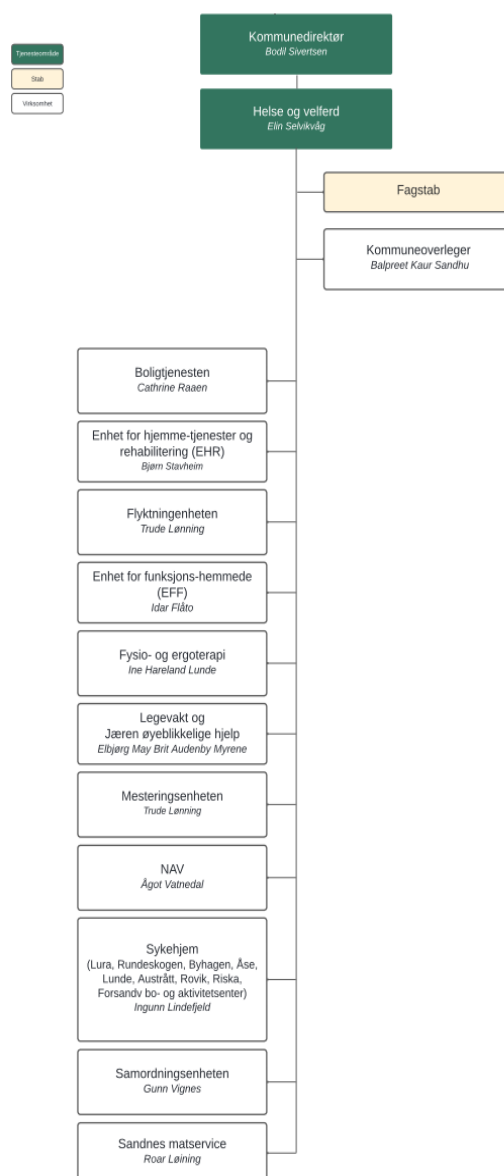 Kommunedirektør
Bodil Sivertsen
Tjenesteområde
Stab
Virksomhet
Helse og velferd
Elin Selvikvåg
Fagstab
Kommuneoverleger
Balpreet Kaur Sandhu
Boligtjenesten
Cathrine Raaen
Enhet for hjemme-tjenester og
rehabilitering (EHR)
Bjørn Stavheim
Flyktningenheten
Trude Lønning
Enhet for funksjons-hemmede
(EFF)
Idar Flåto
Fysio- og ergoterapi
Ine Hareland Lunde
Legevakt og
Jæren øyeblikkelige hjelp
Elbjørg May Brit Audenby Myrene
Mesteringsenheten
Trude Lønning
NAV
Ågot Vatnedal
Sykehjem
(Lura, Rundeskogen, Byhagen, Åse,
Lunde, Austrått, Rovik, Riska,
Forsandv bo- og aktivitetsenter)
Ingunn Lindefjeld
Samordningsenheten
Gunn Vignes
Sandnes matservice
Roar Løining